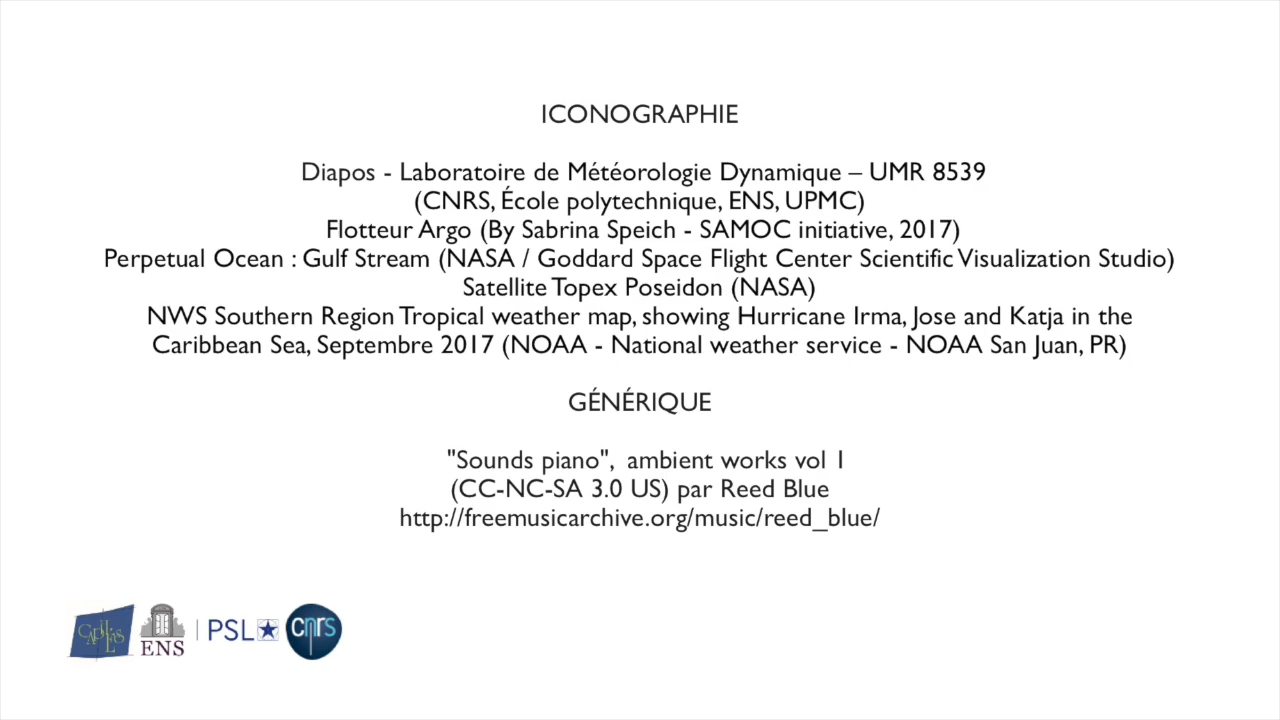 ICONOGRAPHIE
Diapos - Laboratoire de Météorologie Dynamique – UMR 8539
(CNRS, École polytechnique, ENS, UPMC)
Flotteur Argo (By Sabrina Speich - SAMOC initiative, 2017)
Perpetual Ocean : Gulf Stream (NASA / Goddard Space Flight Center Scientific Visualization Studio)
Satellite Topex Poseidon (NASA)
NWS Southern Region Tropical weather map, showing Hurricane Irma, Jose and Katja in the
Caribbean Sea, Septembre 2017 (NOAA - National weather service - NOAA San Juan, PR)
GÉNÉRIQUE
"Sounds piano", ambient works vol 1
(CC-NC-SA 3.0 US) par Reed Blue
http://freemusicarchive.org/music/reed_blue/
ENS | PSL cnrs